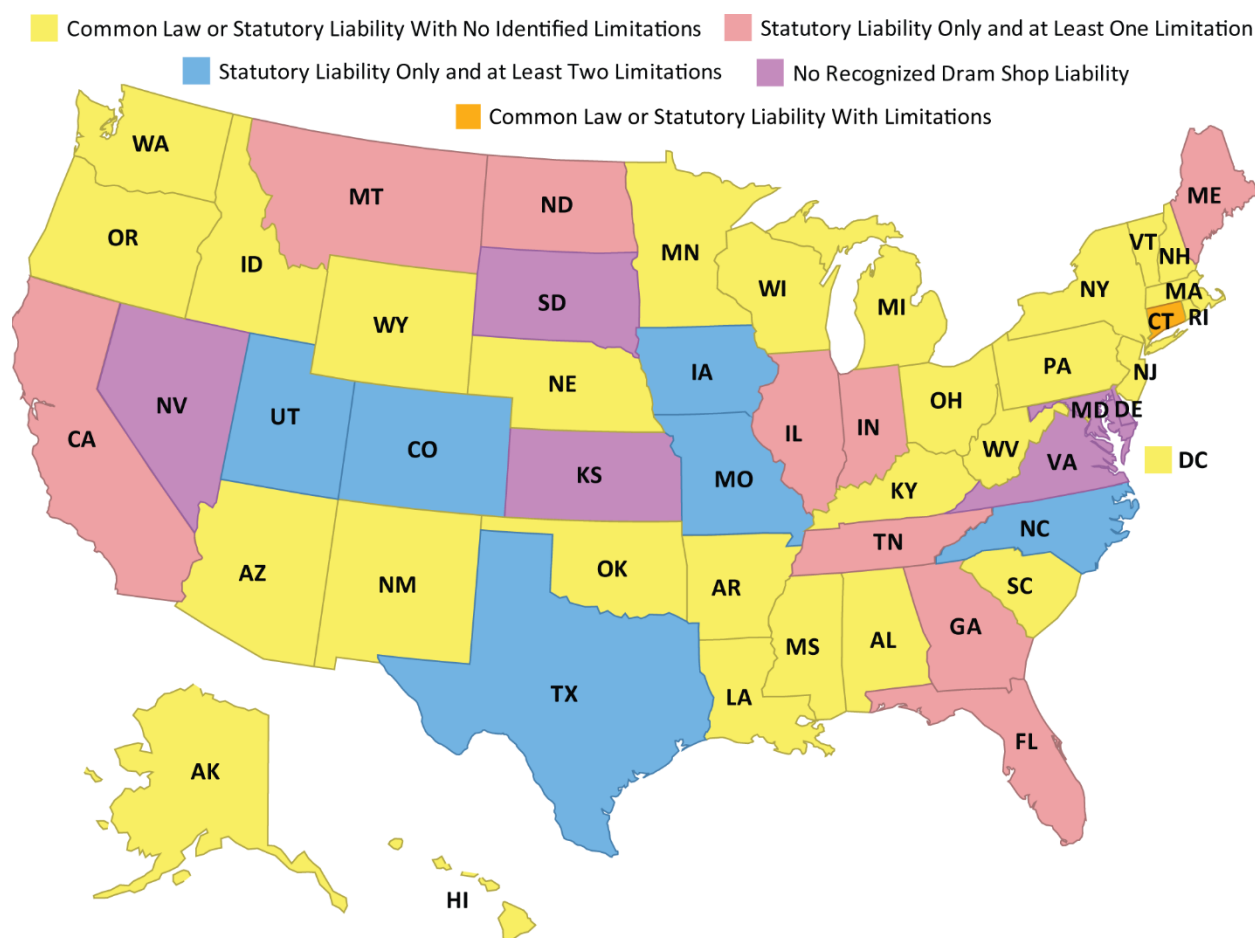 Common Law or Statutory Liability With No Identified Limitations
Statutory Liability Only and at Least One Limitation
Statutory Liability Only and at Least Two Limitations
No Recognized Dram Shop Liability
Common Law or Statutory Liability With Limitations
WA
MT
ND
ME
OR
ID
MN
VT
NH
SD
WI
MI
NY
MA
WY
CT
RI
IA
NE
PA
NJ
NV
UT
OH
IL
IN
MD
DE
CA
CO
WV
VA
DC
KS
MO
KY
NC
TN
AZ
NM
OK
AR
SC
GA
MS
AL
TX
LA
FL
AK
HI